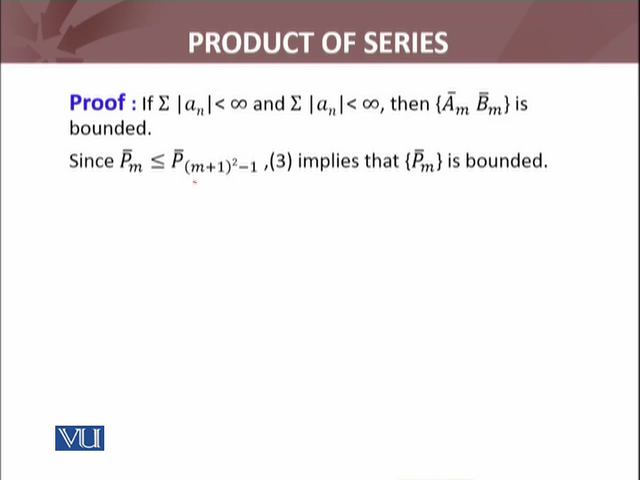 PRODUCT OF SERIES
Proof : If Σ |aₙ|< ∞ and Σ |aₙ|< ∞, then {Āₘ B̄ₘ} is
bounded.
Since P̄ₘ ≤ P̄₍ₘ₊₁₎²₋₁ ,(3) implies that {P̄ₘ} is bounded.
VU